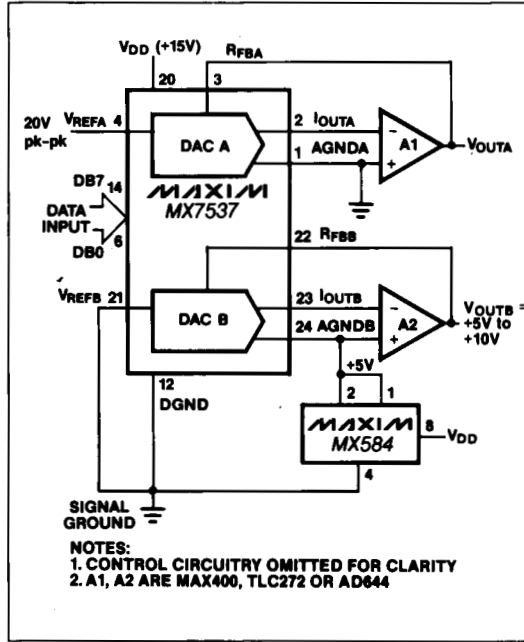 VDD (+15V)
RFBA
20
3
20V
pk-pk
VREFA 4
2 IOUTA
DAC A
1 AGNDA
A1
VOUTA
DB7
14
MAXIM
DATA
INPUT
MX7537
6
DB0
22 RFBB
VREFB 21
23 IOUTB
DAC B
24 AGNDB
A2
VOUTB =
+5V to
+10V
+5V
12
DGND
2
1
MAXIM
MX584
8
VDD
4
SIGNAL
GROUND
NOTES:
1. CONTROL CIRCUITRY OMITTED FOR CLARITY
2. A1, A2 ARE MAX400, TLC272 OR AD644